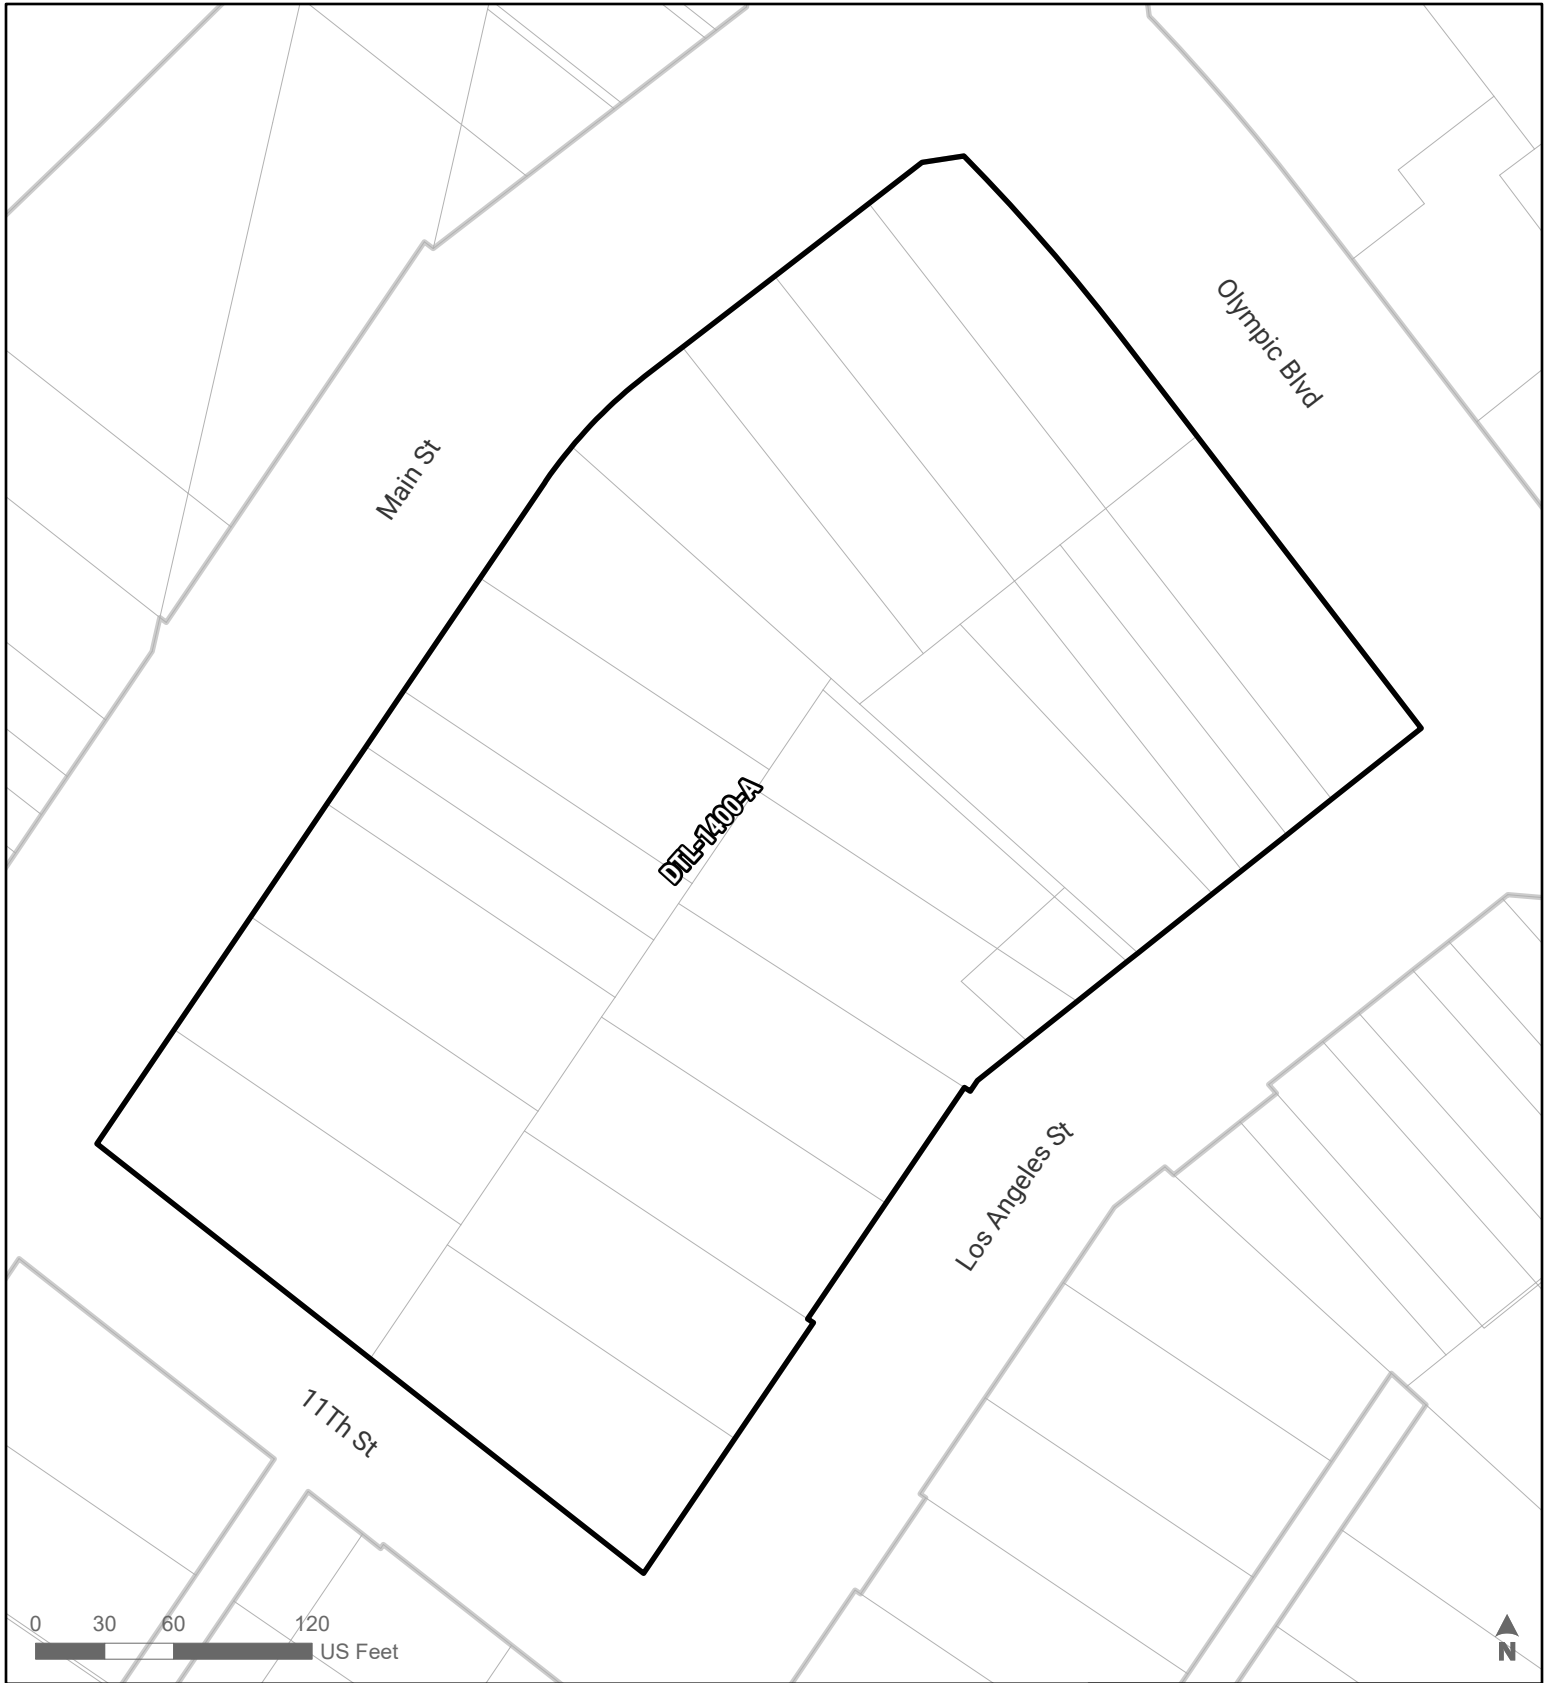 Olympic Blvd
Main St
DTL-1400-A
Los Angeles St
11Th St
0 30 60 120
US Feet
N